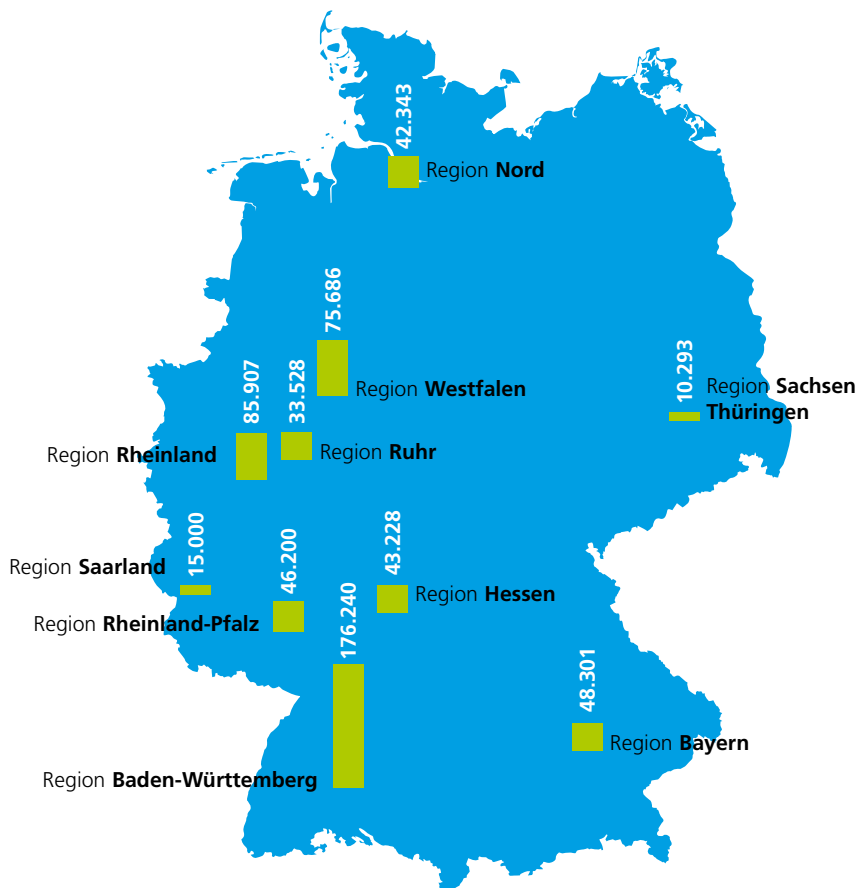 42.343
Region Nord
75.686
Region Westfalen
10.293
Region Sachsen
Thüringen
85.907
Region Rheinland
33.528
Region Ruhr
15.000
Region Saarland
46.200
Region Rheinland-Pfalz
43.228
Region Hessen
176.240
Region Baden-Württemberg
48.301
Region Bayern